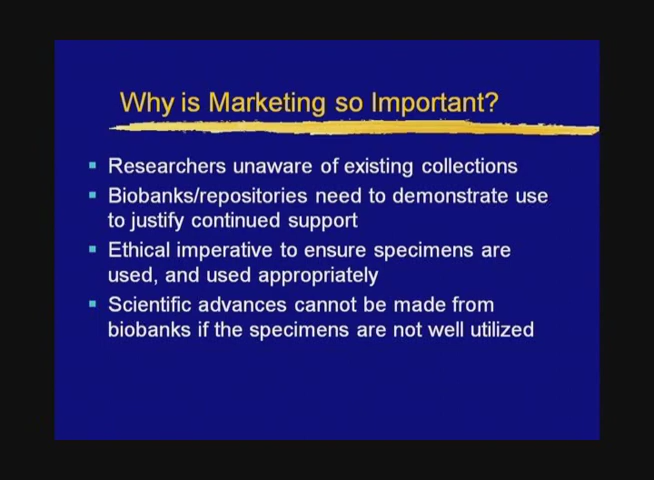 Why is Marketing so Important?
Researchers unaware of existing collections
Biobanks/repositories need to demonstrate use
to justify continued support
Ethical imperative to ensure specimens are
used, and used appropriately
Scientific advances cannot be made from
biobanks if the specimens are not well utilized